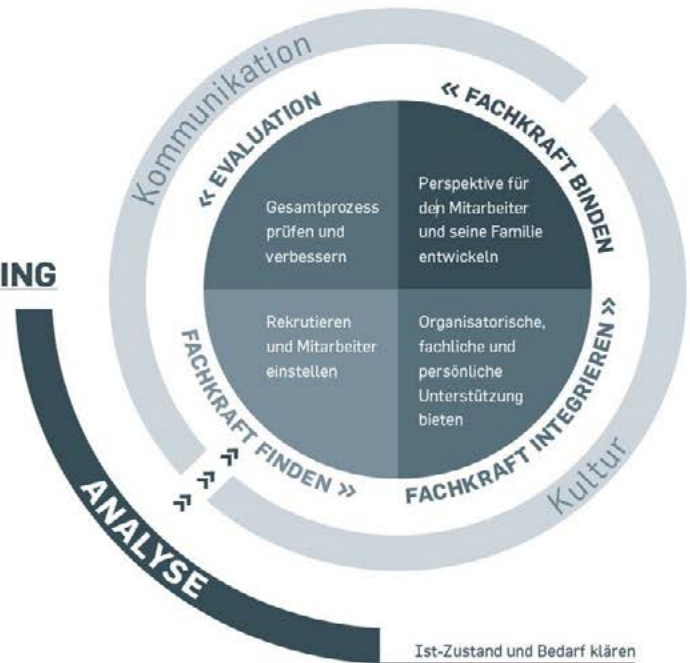 Kommunikation
« EVALUATION
« FACHKRAFT BINDEN
Gesamtprozess
prüfen und
verbessern
Perspektive für
den Mitarbeiter
und seine Familie
entwickeln
ING
Rekrutieren
und Mitarbeiter
einstellen
Organisatorische,
fachliche und
persönliche
Unterstützung
bieten
FACHKRAFT FINDEN »
FACHKRAFT INTEGRIEREN »
Kultur
ANALYSE
Ist-Zustand und Bedarf klären